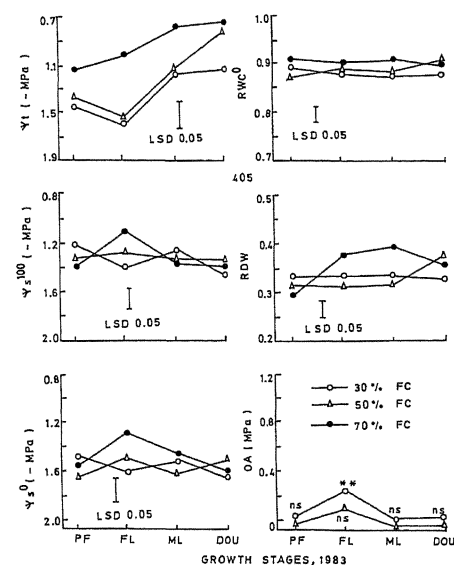 0.7
1.1
1.5
1.9
Ψt (-MPa)
LSD 0.05
1.0
0.9
0.8
0.7
RWC⁰
LSD 0.05
405
0.8
1.2
1.6
2.0
Ψs¹⁰⁰ (-MPa)
LSD 0.05
0.5
0.4
0.3
0.2
RDW
LSD 0.05
0.8
1.2
1.6
2.0
Ψs⁰ (-MPa)
LSD 0.05
PF FL ML DOU
1.2
0.8
0.4
0
OA (MPa)
30 % FC
50 % FC
70 % FC
ns ** ns ns
ns
PF FL ML DOU
GROWTH STAGES, 1983